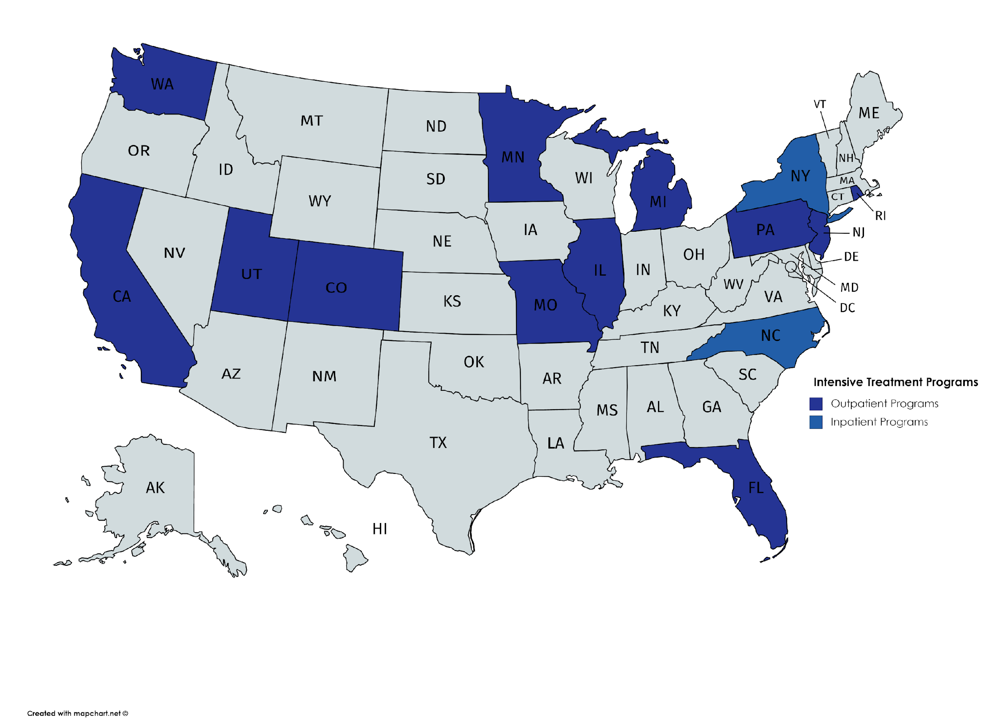 WA
MT
ND
VT
ME
OR
MN
ID
SD
WI
NH
NY
MA
CT
WY
MI
RI
IA
PA
NJ
NE
NV
OH
DE
UT
IN
IL
CO
WV
MD
CA
KS
MO
VA
DC
KY
NC
TN
OK
AZ
NM
AR
SC
Intensive Treatment Programs
Outpatient Programs
Inpatient Programs
MS
AL
GA
TX
LA
AK
FL
HI
Created with mapchart.net ©